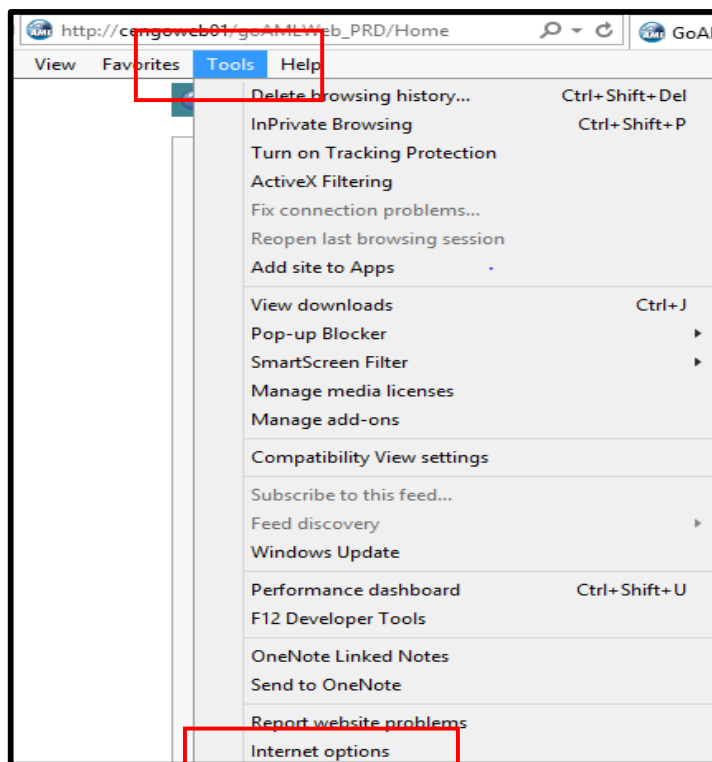 http://cengoweb01/goAMLWeb_PRD/Home GoAM
View Favorites Tools Help
Delete browsing history... Ctrl+Shift+Del
InPrivate Browsing Ctrl+Shift+P
Turn on Tracking Protection
ActiveX Filtering
Fix connection problems...
Reopen last browsing session
Add site to Apps
View downloads Ctrl+J
Pop-up Blocker
SmartScreen Filter
Manage media licenses
Manage add-ons
Compatibility View settings
Subscribe to this feed...
Feed discovery
Windows Update
Performance dashboard Ctrl+Shift+U
F12 Developer Tools
OneNote Linked Notes
Send to OneNote
Report website problems
Internet options